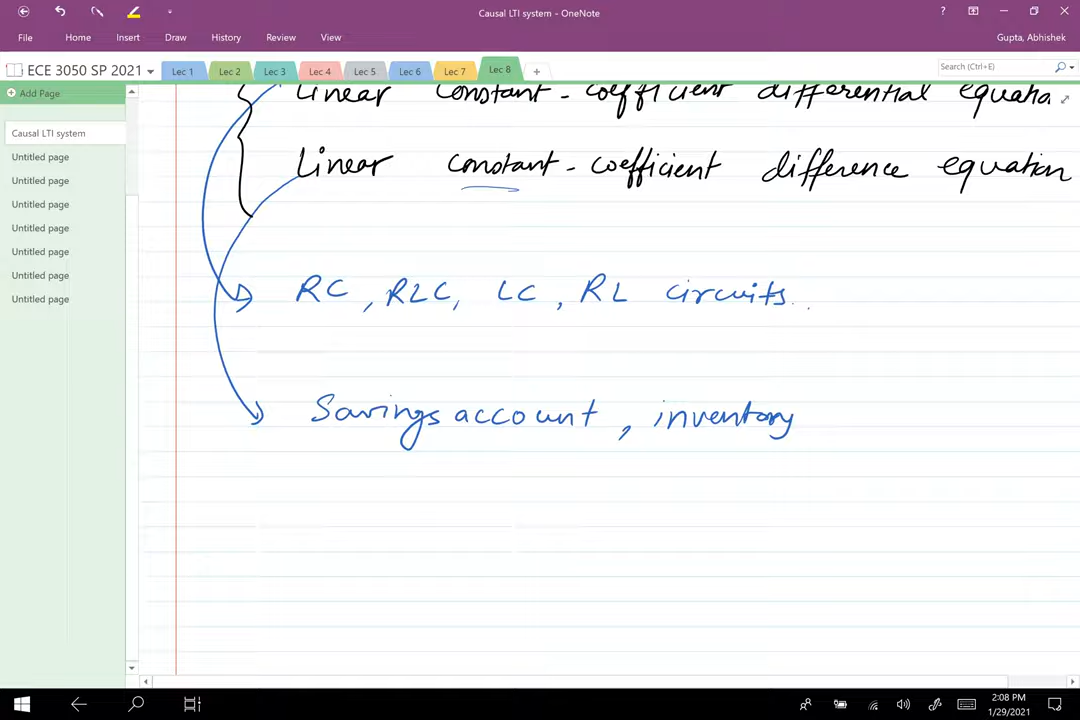 Causal LTI system - OneNote
File Home Insert Draw History Review View Gupta, Abhishek
ECE 3050 SP 2021 Lec 1 Lec 2 Lec 3 Lec 4 Lec 5 Lec 6 Lec 7 Lec 8 + Search (Ctrl+E)
Add Page
Causal LTI system
Untitled page
Untitled page
Untitled page
Untitled page
Untitled page
Untitled page
Untitled page
Linear constant-coefficient differential equatio
Linear constant-coefficient difference equation
RC, RLC, LC, RL circuits..
Savings account, inventory
2:08 PM
1/29/2021